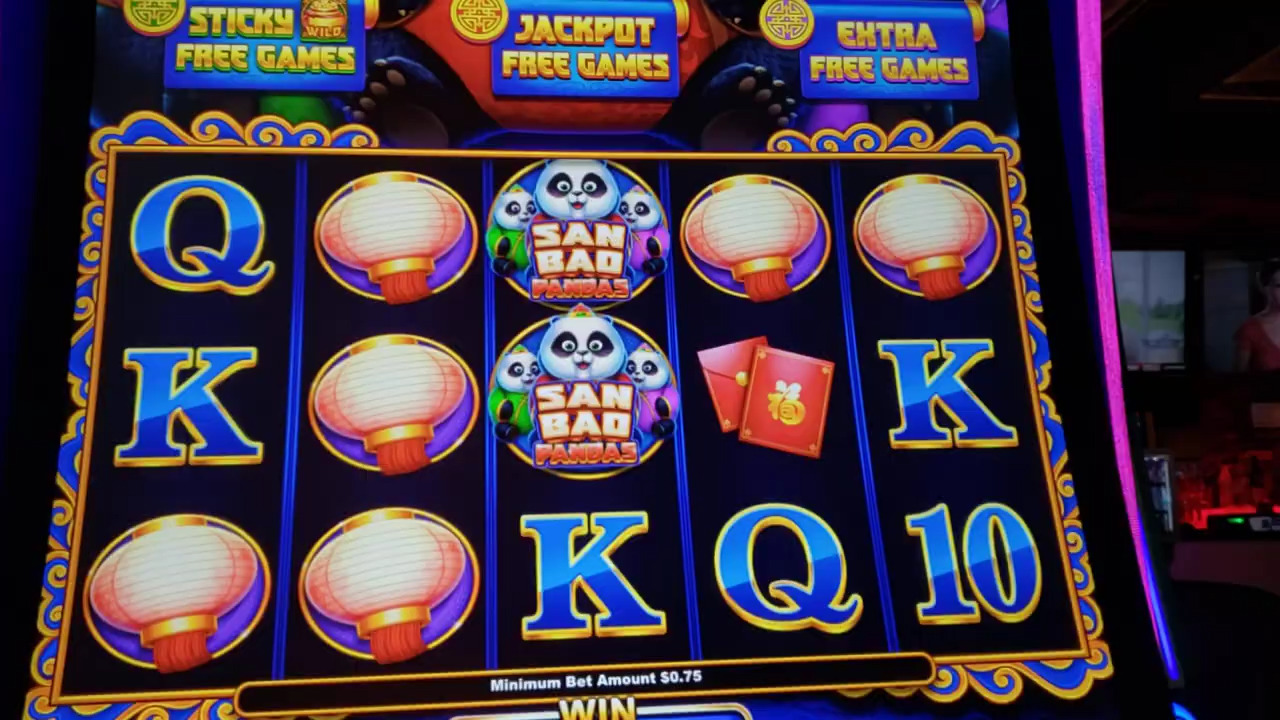 STICKY
WILD
FREE GAMES
JACKPOT
FREE GAMES
EXTRA
FREE GAMES
Q
SAN
BAO
PANDAS
K
SAN
BAO
PANDAS
福
K
K
Q
10
Minimum Bet Amount $0.75
WIN